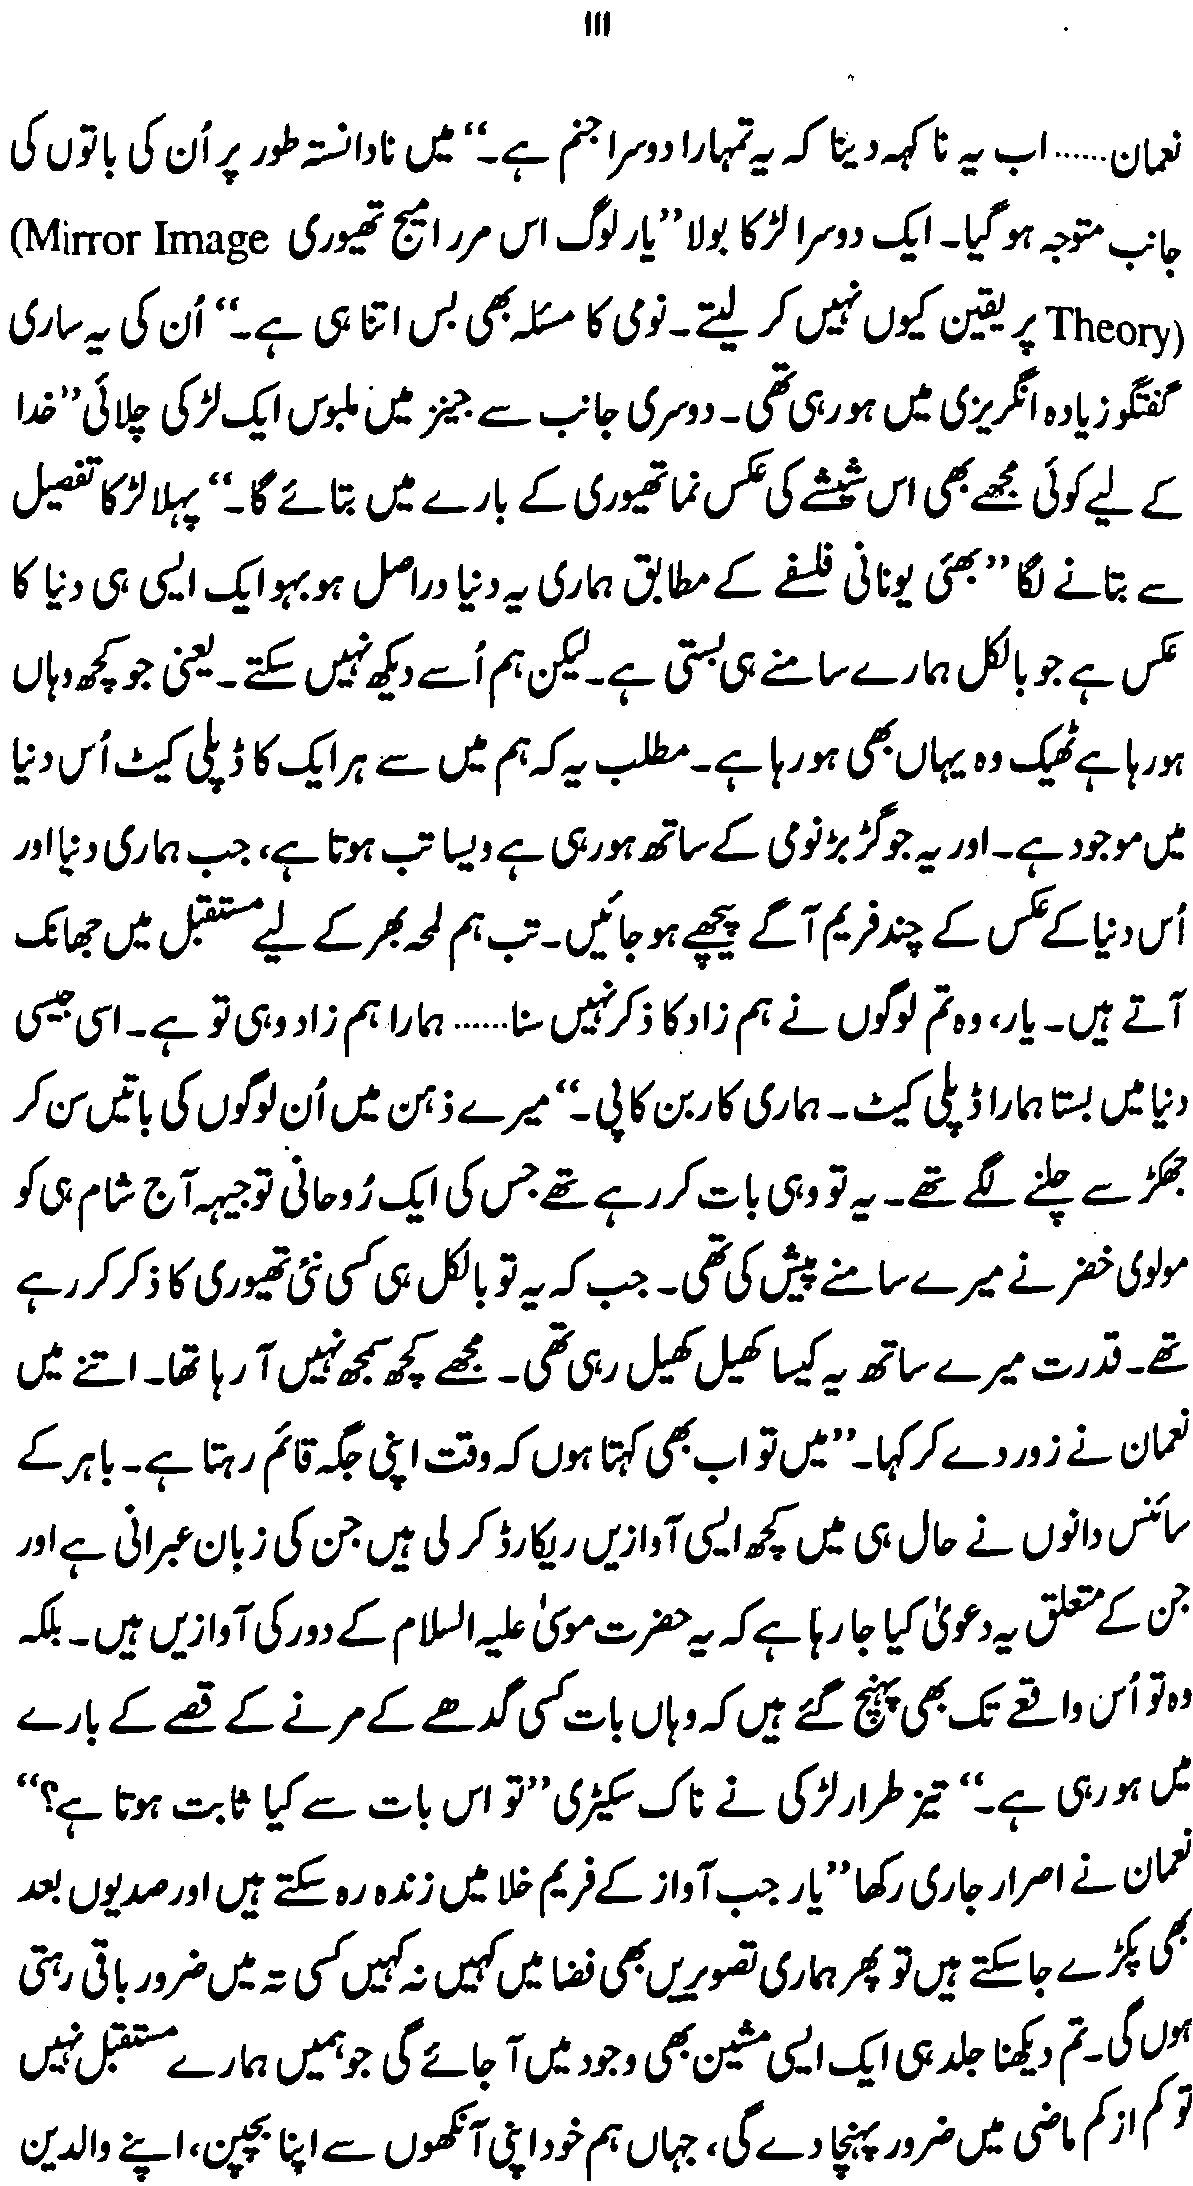 ۱۱۱
نعمان...... اب یہ نا کہہ دینا کہ یہ تمہارا دوسرا جنم ہے۔“ میں نادانستہ طور پر اُن کی باتوں کی
جانب متوجہ ہو گیا۔ ایک دوسرا لڑکا بولا ”یار لوگ اس مرر امیج تھیوری (Mirror Image
Theory) پر یقین کیوں نہیں کر لیتے۔ نومی کا مسئلہ بھی بس اتنا ہی ہے۔“ اُن کی یہ ساری
گفتگو زیادہ انگریزی میں ہو رہی تھی۔ دوسری جانب سے جینز میں ملبوس ایک لڑکی چلائی ”خدا
کے لیے کوئی مجھے بھی اس شیشے کی عکس نما تھیوری کے بارے میں بتائے گا۔“ پہلا لڑکا تفصیل
سے بتانے لگا ”بھئی یونانی فلسفے کے مطابق ہماری یہ دنیا دراصل ہوبہو ایک ایسی ہی دنیا کا
عکس ہے جو بالکل ہمارے سامنے ہی بستی ہے۔ لیکن ہم اُسے دیکھ نہیں سکتے۔ یعنی جو کچھ وہاں
ہو رہا ہے ٹھیک وہ یہاں بھی ہو رہا ہے۔ مطلب یہ کہ ہم میں سے ہر ایک کا ڈپلی کیٹ اُس دنیا
میں موجود ہے۔ اور یہ جو گڑبڑ نومی کے ساتھ ہو رہی ہے ویسا تب ہوتا ہے، جب ہماری دنیا اور
اُس دنیا کے عکس کے چند فریم آگے پیچھے ہو جائیں۔ تب ہم لمحہ بھر کے لیے مستقبل میں جھانک
آتے ہیں۔ یار، وہ تم لوگوں نے ہم زاد کا ذکر نہیں سنا...... ہمارا ہم زاد وہی تو ہے۔ اسی جیسی
دنیا میں بستا ہمارا ڈپلی کیٹ۔ ہماری کاربن کاپی۔“ میرے ذہن میں اُن لوگوں کی باتیں سن کر
جھکڑ سے چلنے لگے تھے۔ یہ تو وہی بات کر رہے تھے جس کی ایک رُوحانی توجیہہ آج شام ہی کو
مولوی خضر نے میرے سامنے پیش کی تھی۔ جب کہ یہ تو بالکل ہی کسی نئی تھیوری کا ذکر کر رہے
تھے۔ قدرت میرے ساتھ یہ کیسا کھیل کھیل رہی تھی۔ مجھے کچھ سمجھ نہیں آ رہا تھا۔ اتنے میں
نعمان نے زور دے کر کہا۔ ”میں تو اب بھی کہتا ہوں کہ وقت اپنی جگہ قائم رہتا ہے۔ باہر کے
سائنس دانوں نے حال ہی میں کچھ ایسی آوازیں ریکارڈ کر لی ہیں جن کی زبان عبرانی ہے اور
جن کے متعلق یہ دعویٰ کیا جا رہا ہے کہ یہ حضرت موسیٰ علیہ السلام کے دور کی آوازیں ہیں۔ بلکہ
وہ تو اُس واقعے تک بھی پہنچ گئے ہیں کہ وہاں بات کسی گدھے کے مرنے کے قصے کے بارے
میں ہو رہی ہے۔“ تیز طرار لڑکی نے ناک سکیڑی ”تو اس بات سے کیا ثابت ہوتا ہے؟“
نعمان نے اصرار جاری رکھا ”یار جب آواز کے فریم خلا میں زندہ رہ سکتے ہیں اور صدیوں بعد
بھی پکڑے جا سکتے ہیں تو پھر ہماری تصویریں بھی فضا میں کہیں نہ کہیں کسی تہ میں ضرور باقی رہتی
ہوں گی۔ تم دیکھنا جلد ہی ایک ایسی مشین بھی وجود میں آ جائے گی جو ہمیں ہمارے مستقبل نہیں
تو کم از کم ماضی میں ضرور پہنچا دے گی، جہاں ہم خود اپنی آنکھوں سے اپنا بچپن، اپنے والدین